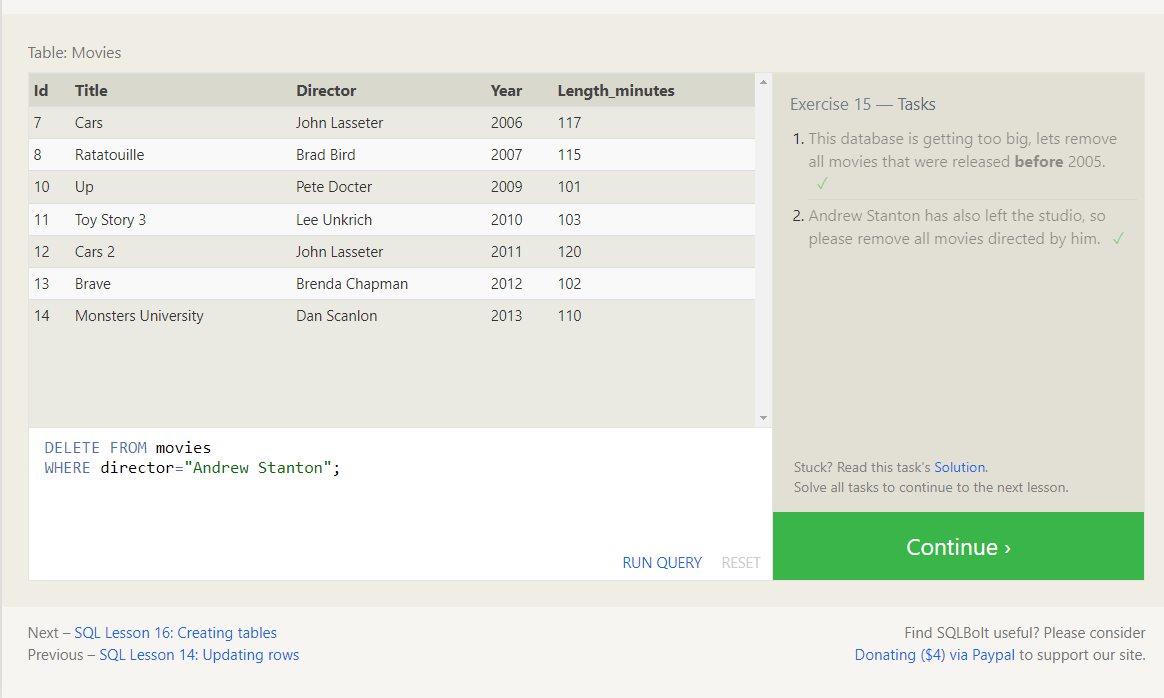 Table: Movies
Id Title Director Year Length_minutes
7 Cars John Lasseter 2006 117
8 Ratatouille Brad Bird 2007 115
10 Up Pete Docter 2009 101
11 Toy Story 3 Lee Unkrich 2010 103
12 Cars 2 John Lasseter 2011 120
13 Brave Brenda Chapman 2012 102
14 Monsters University Dan Scanlon 2013 110
DELETE FROM movies
WHERE director="Andrew Stanton";
RUN QUERY RESET
Exercise 15 — Tasks
1. This database is getting too big, lets remove
all movies that were released before 2005.
✓
2. Andrew Stanton has also left the studio, so
please remove all movies directed by him. ✓
Stuck? Read this task's Solution.
Solve all tasks to continue to the next lesson.
Continue ›
Next – SQL Lesson 16: Creating tables
Previous – SQL Lesson 14: Updating rows
Find SQLBolt useful? Please consider
Donating ($4) via Paypal to support our site.